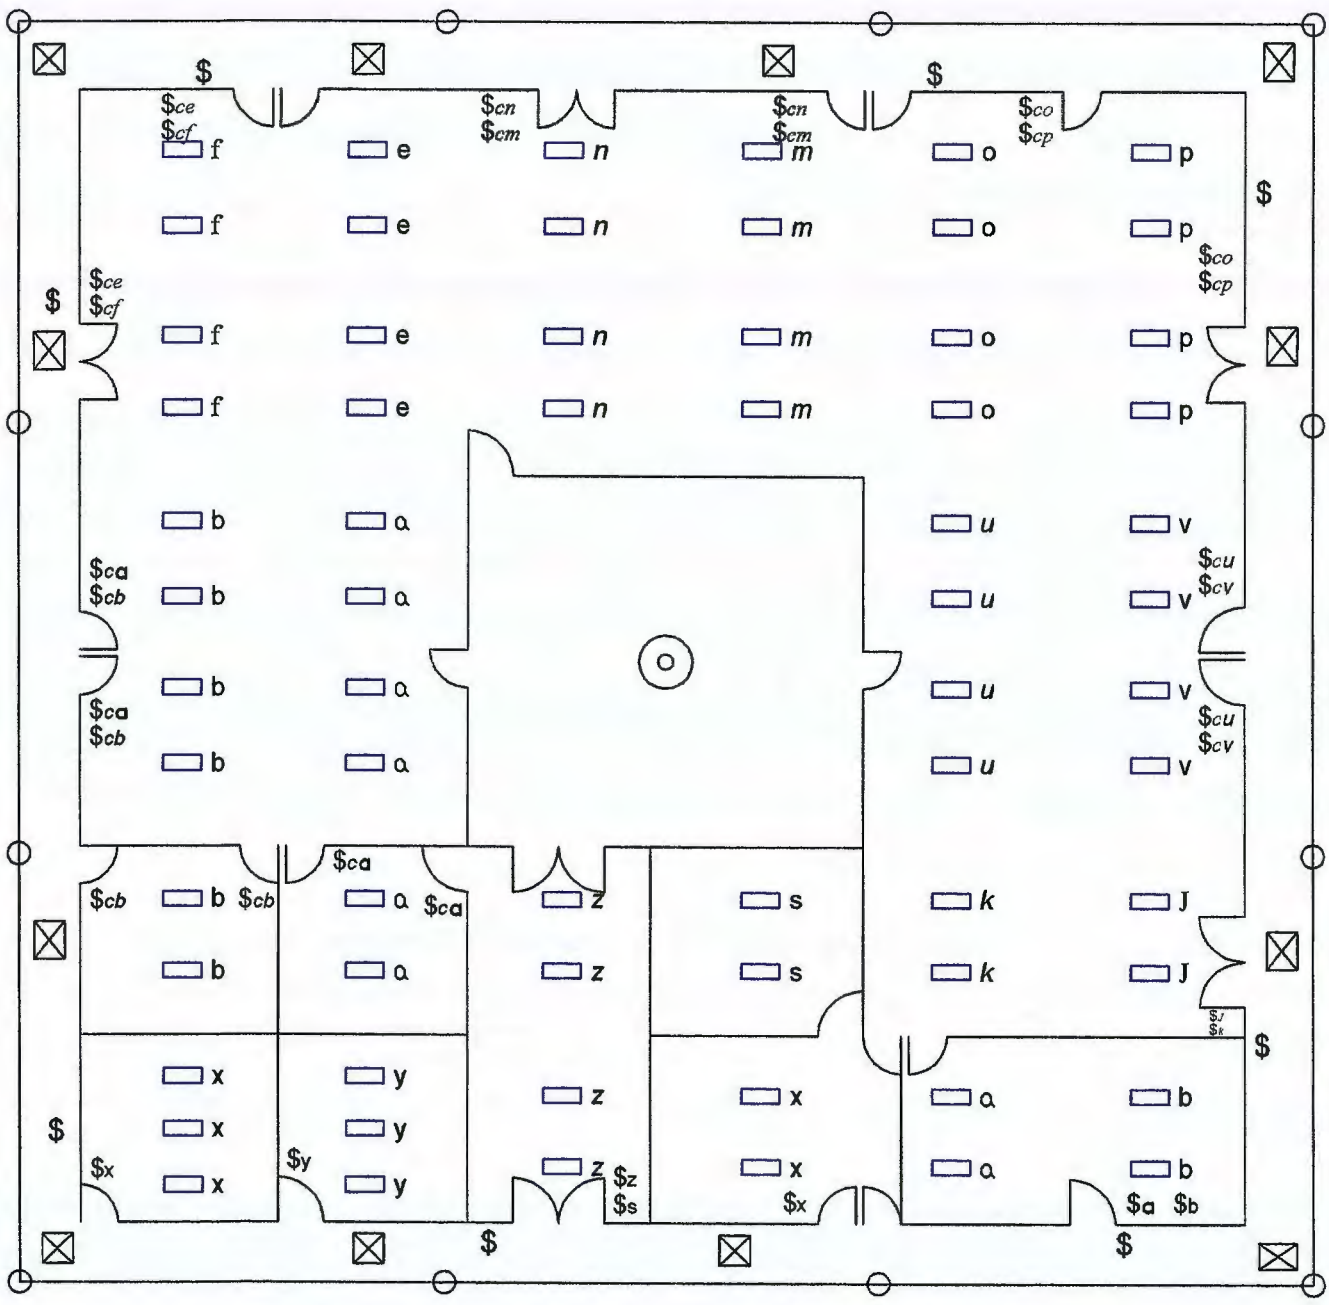 $ $
$ce $cn $cn $co
$cf $cm $cm $cp
f e n m o p
$
f e n m o p
$co
$ce $cp
$ $cf
f e n m o p
f e n m o p
b a u v
$ca $cu
$cb $cv
b a u v
b a u v
$ca $cu
$cb $cv
b a u v
$ca
$cb b $cb a $ca z s k J
b a z s k J
$J
$k
$
x y z x a b
$ x y
$x $y z x a b
x y $z
$s $x $a $b
$ $